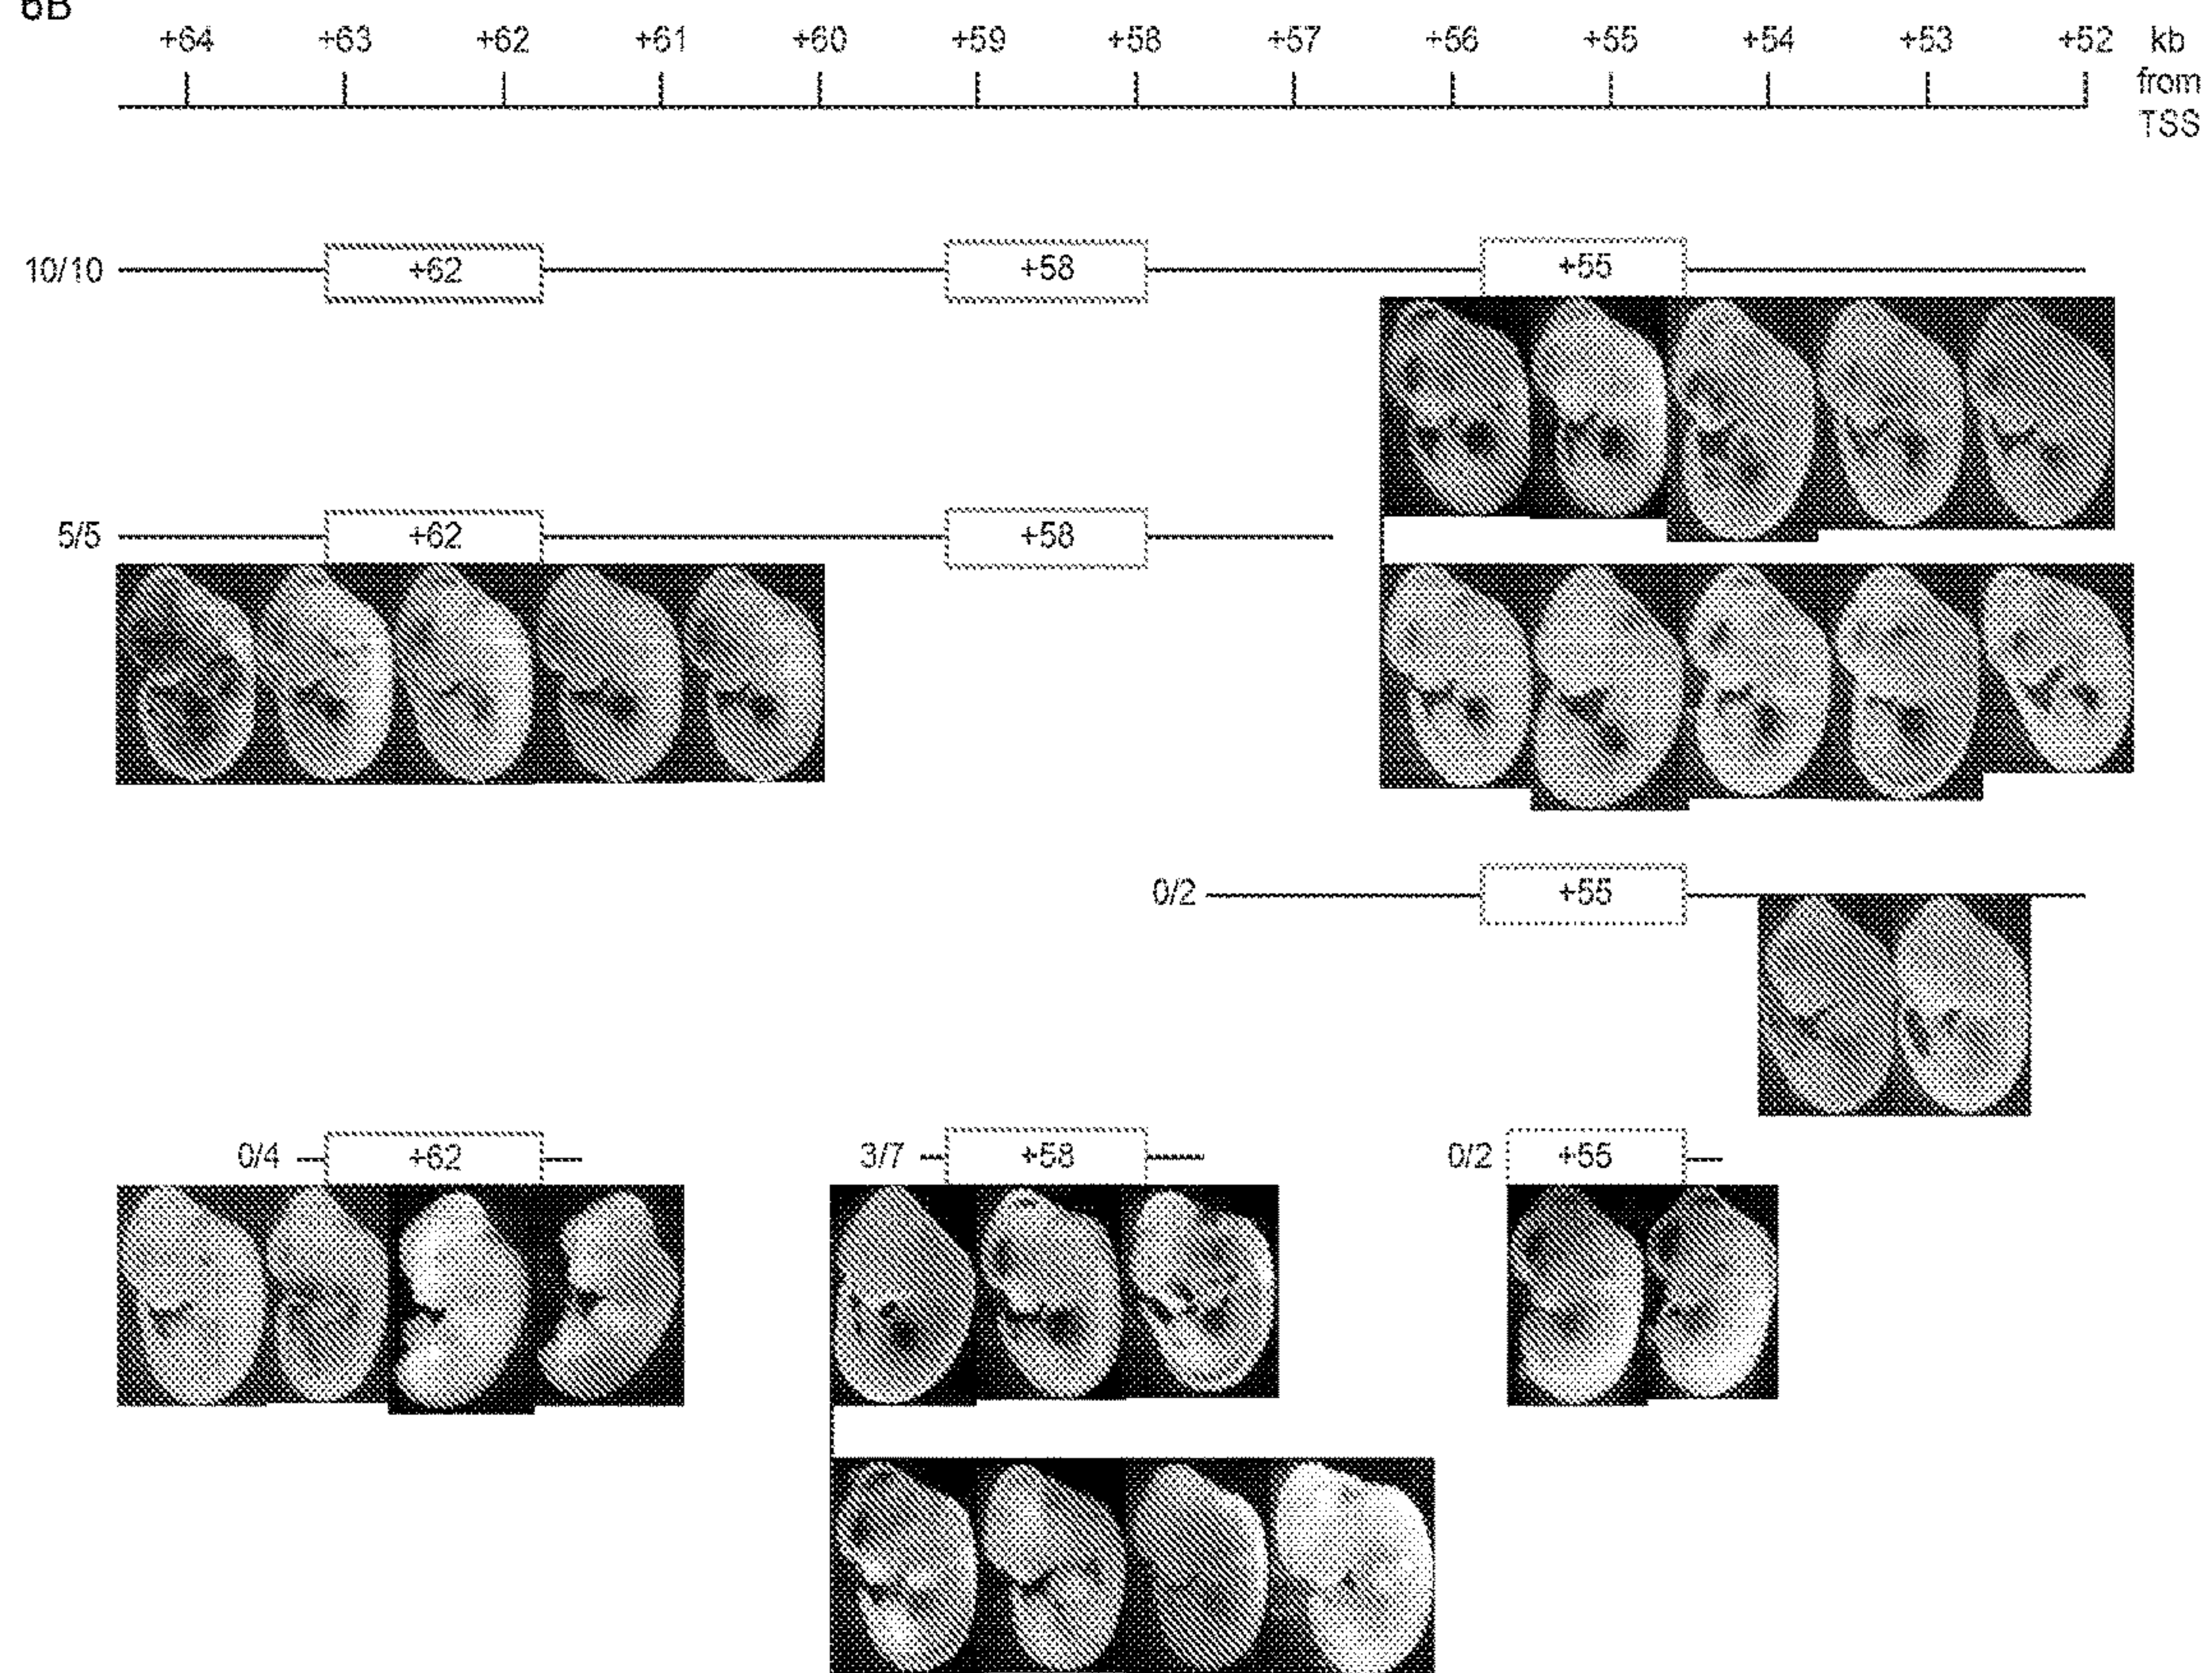 6B
+64 +63 +62 +61 +60 +59 +58 +57 +56 +55 +54 +53 +52 kb
from
TSS
10/10 +62 +58 +55
5/5 +62 +58
0/2 +55
0/4 +62 3/7 +58 0/2 +55